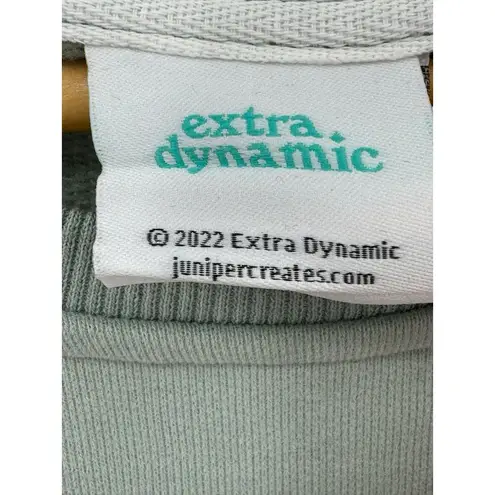 extra
dynamic
© 2022 Extra Dynamic
junipercreates.com